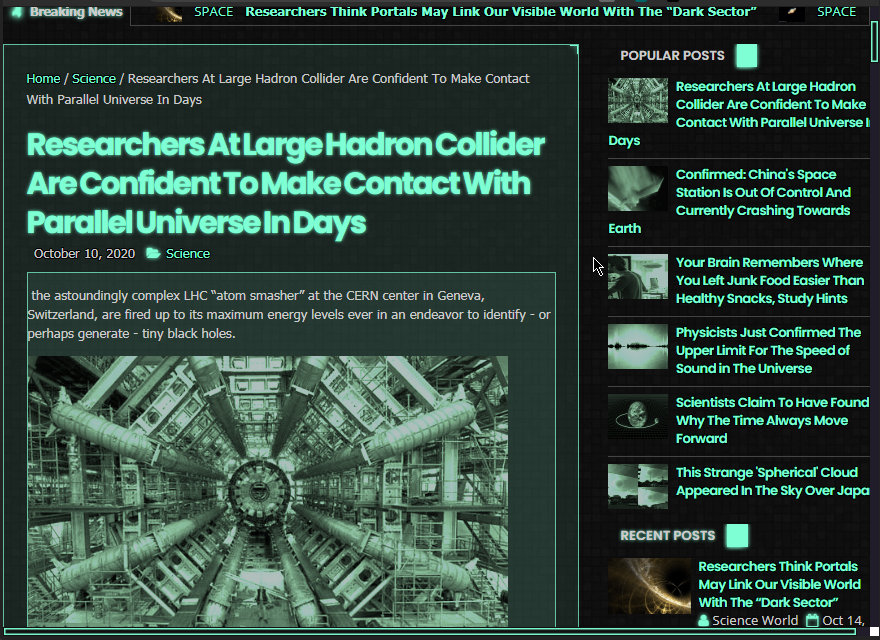 Breaking News
SPACE Researchers Think Portals May Link Our Visible World With The “Dark Sector” SPACE
Home / Science / Researchers At Large Hadron Collider Are Confident To Make Contact
With Parallel Universe In Days
Researchers At Large Hadron Collider
Are Confident To Make Contact With
Parallel Universe In Days
October 10, 2020 Science
the astoundingly complex LHC “atom smasher” at the CERN center in Geneva,
Switzerland, are fired up to its maximum energy levels ever in an endeavor to identify - or
perhaps generate - tiny black holes.
POPULAR POSTS
Researchers At Large Hadron
Collider Are Confident To Make
Contact With Parallel Universe
Days
Confirmed: China's Space
Station Is Out Of Control And
Currently Crashing Towards
Earth
Your Brain Remembers Where
You Left Junk Food Easier Than
Healthy Snacks, Study Hints
Physicists Just Confirmed The
Upper Limit For The Speed of
Sound in The Universe
Scientists Claim To Have Found
Why The Time Always Move
Forward
This Strange 'Spherical' Cloud
Appeared In The Sky Over
RECENT POSTS
Researchers Think Portals
May Link Our Visible World
With The “Dark Sector”
Science World Oct 14,